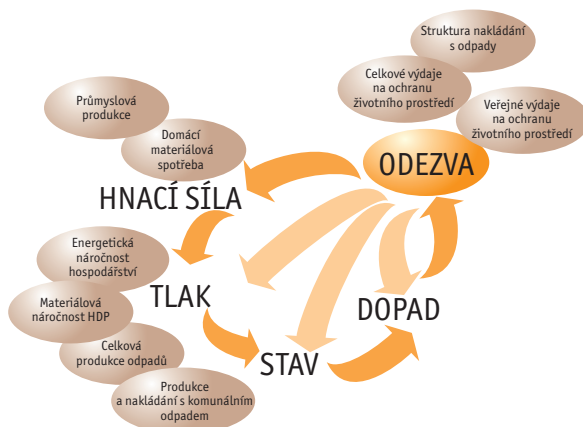 Struktura nakládání
s odpady
Celkové výdaje
na ochranu
životního prostředí
Veřejné výdaje
na ochranu
životního prostředí
ODEZVA
Průmyslová
produkce
Domácí
materiálová
spotřeba
HNACÍ SÍLA
Energetická
náročnost
hospodářství
TLAK
Materiálová
náročnost HDP
Celková
produkce odpadů
Produkce
a nakládání s komunálním
odpadem
STAV
DOPAD